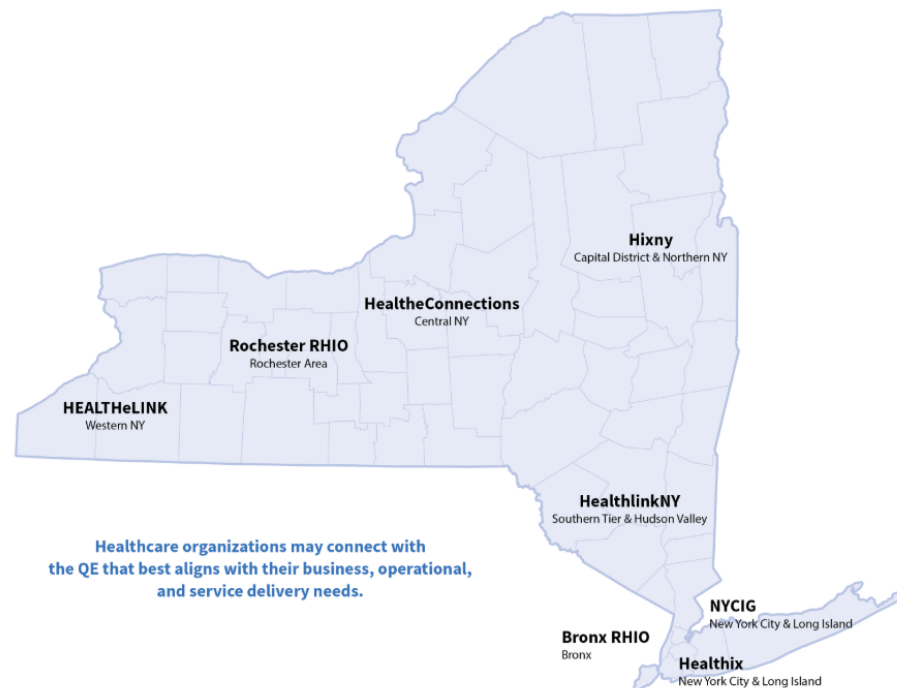 Hixny
Capital District & Northern NY
HealtheConnections
Central NY
Rochester RHIO
Rochester Area
HEALTHeLINK
Western NY
HealthlinkNY
Southern Tier & Hudson Valley
Healthcare organizations may connect with
the QE that best aligns with their business, operational,
and service delivery needs.
NYCIG
New York City & Long Island
Bronx RHIO
Bronx
Healthix
New York City & Long Island